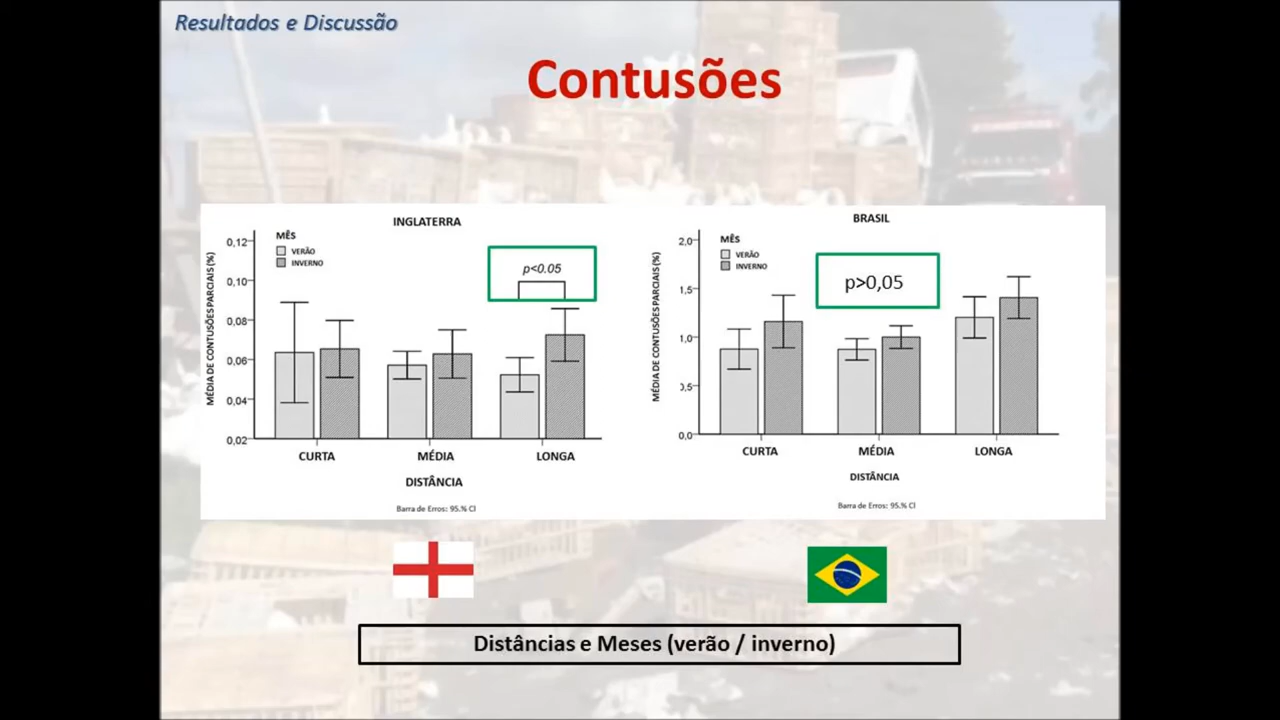 Resultados e Discussão
Contusões
INGLATERRA
MÉDIA DE CONTUSÕES PARCIAIS (%)
0,12
0,10
0,08
0,06
0,04
0,02
MÊS
VERÃO
INVERNO
p<0.05
CURTA
MÉDIA
LONGA
DISTÂNCIA
Barra de Erros: 95.% CI
BRASIL
MÉDIA DE CONTUSÕES PARCIAIS (%)
2,0
1,5
1,0
0,5
0,0
MÊS
VERÃO
INVERNO
p>0,05
CURTA
MÉDIA
LONGA
DISTÂNCIA
Barra de Erros: 95.% CI
Distâncias e Meses (verão / inverno)